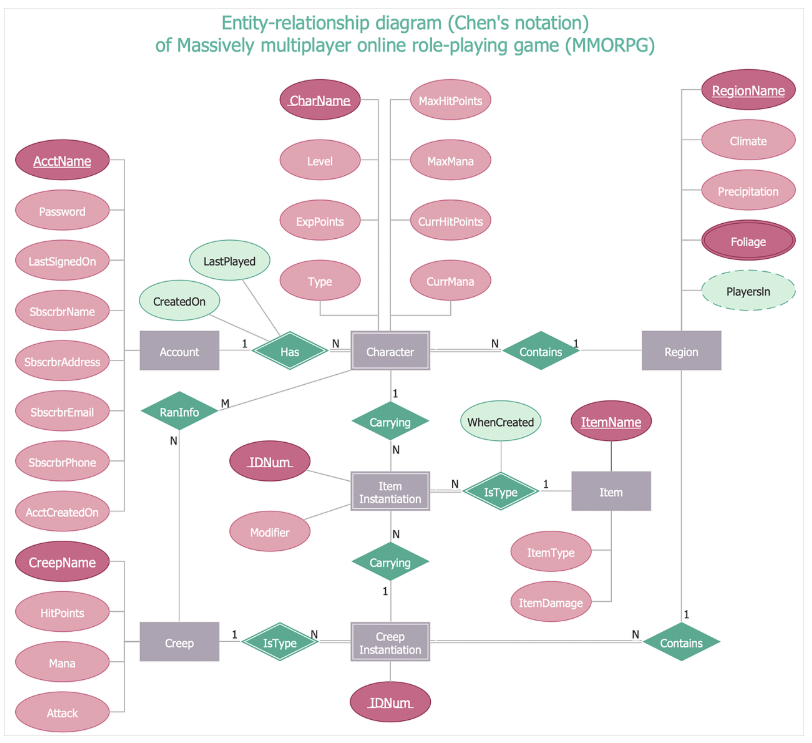 Entity-relationship diagram (Chen's notation)
of Massively multiplayer online role-playing game (MMORPG)
CharName
MaxHitPoints
RegionName
Level
MaxMana
Climate
AcctName
ExpPoints
CurrHitPoints
Precipitation
Password
Type
CurrMana
Foliage
LastSignedOn
LastPlayed
PlayersIn
SbscrbrName
CreatedOn
Account
1
Has
N
Character
N
Contains
1
Region
SbscrbrAddress
SbscrbrEmail
RanInfo
M
N
1
Carrying
N
WhenCreated
ItemName
SbscrbrPhone
IDNum
Item
Instantiation
N
IsType
1
Item
AcctCreatedOn
Modifier
N
Carrying
1
ItemType
ItemDamage
CreepName
HitPoints
Creep
1
IsType
N
Creep
Instantiation
N
1
Contains
Mana
Attack
IDNum